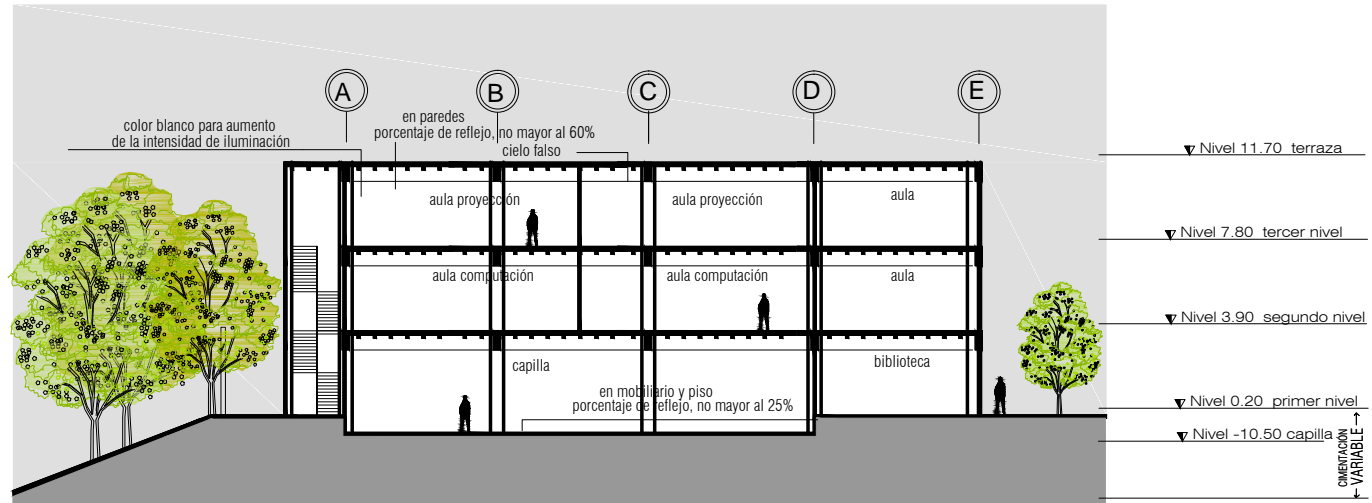 A
B
C
D
E
color blanco para aumento
de la intensidad de iluminación
en paredes
porcentaje de reflejo, no mayor al 60%
cielo falso
Nivel 11.70 terraza
aula proyección
aula proyección
aula
Nivel 7.80 tercer nivel
aula computación
aula computación
aula
Nivel 3.90 segundo nivel
capilla
biblioteca
en mobiliario y piso
porcentaje de reflejo, no mayor al 25%
Nivel 0.20 primer nivel
Nivel -10.50 capilla
CIMENTACIÓN
VARIABLE